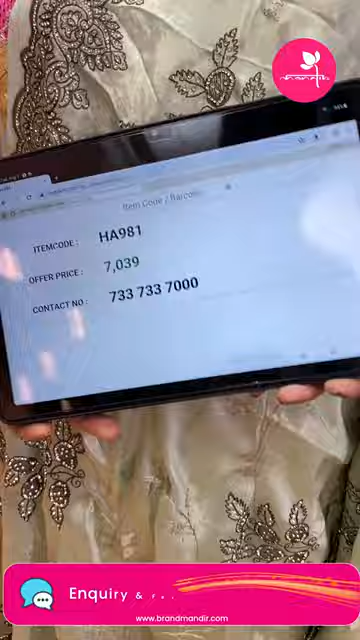 Item Code / Barcode
ITEMCODE : HA981
OFFER PRICE : 7,039
CONTACT NO : 733 733 7000
Enquiry &
www.brandmandir.com